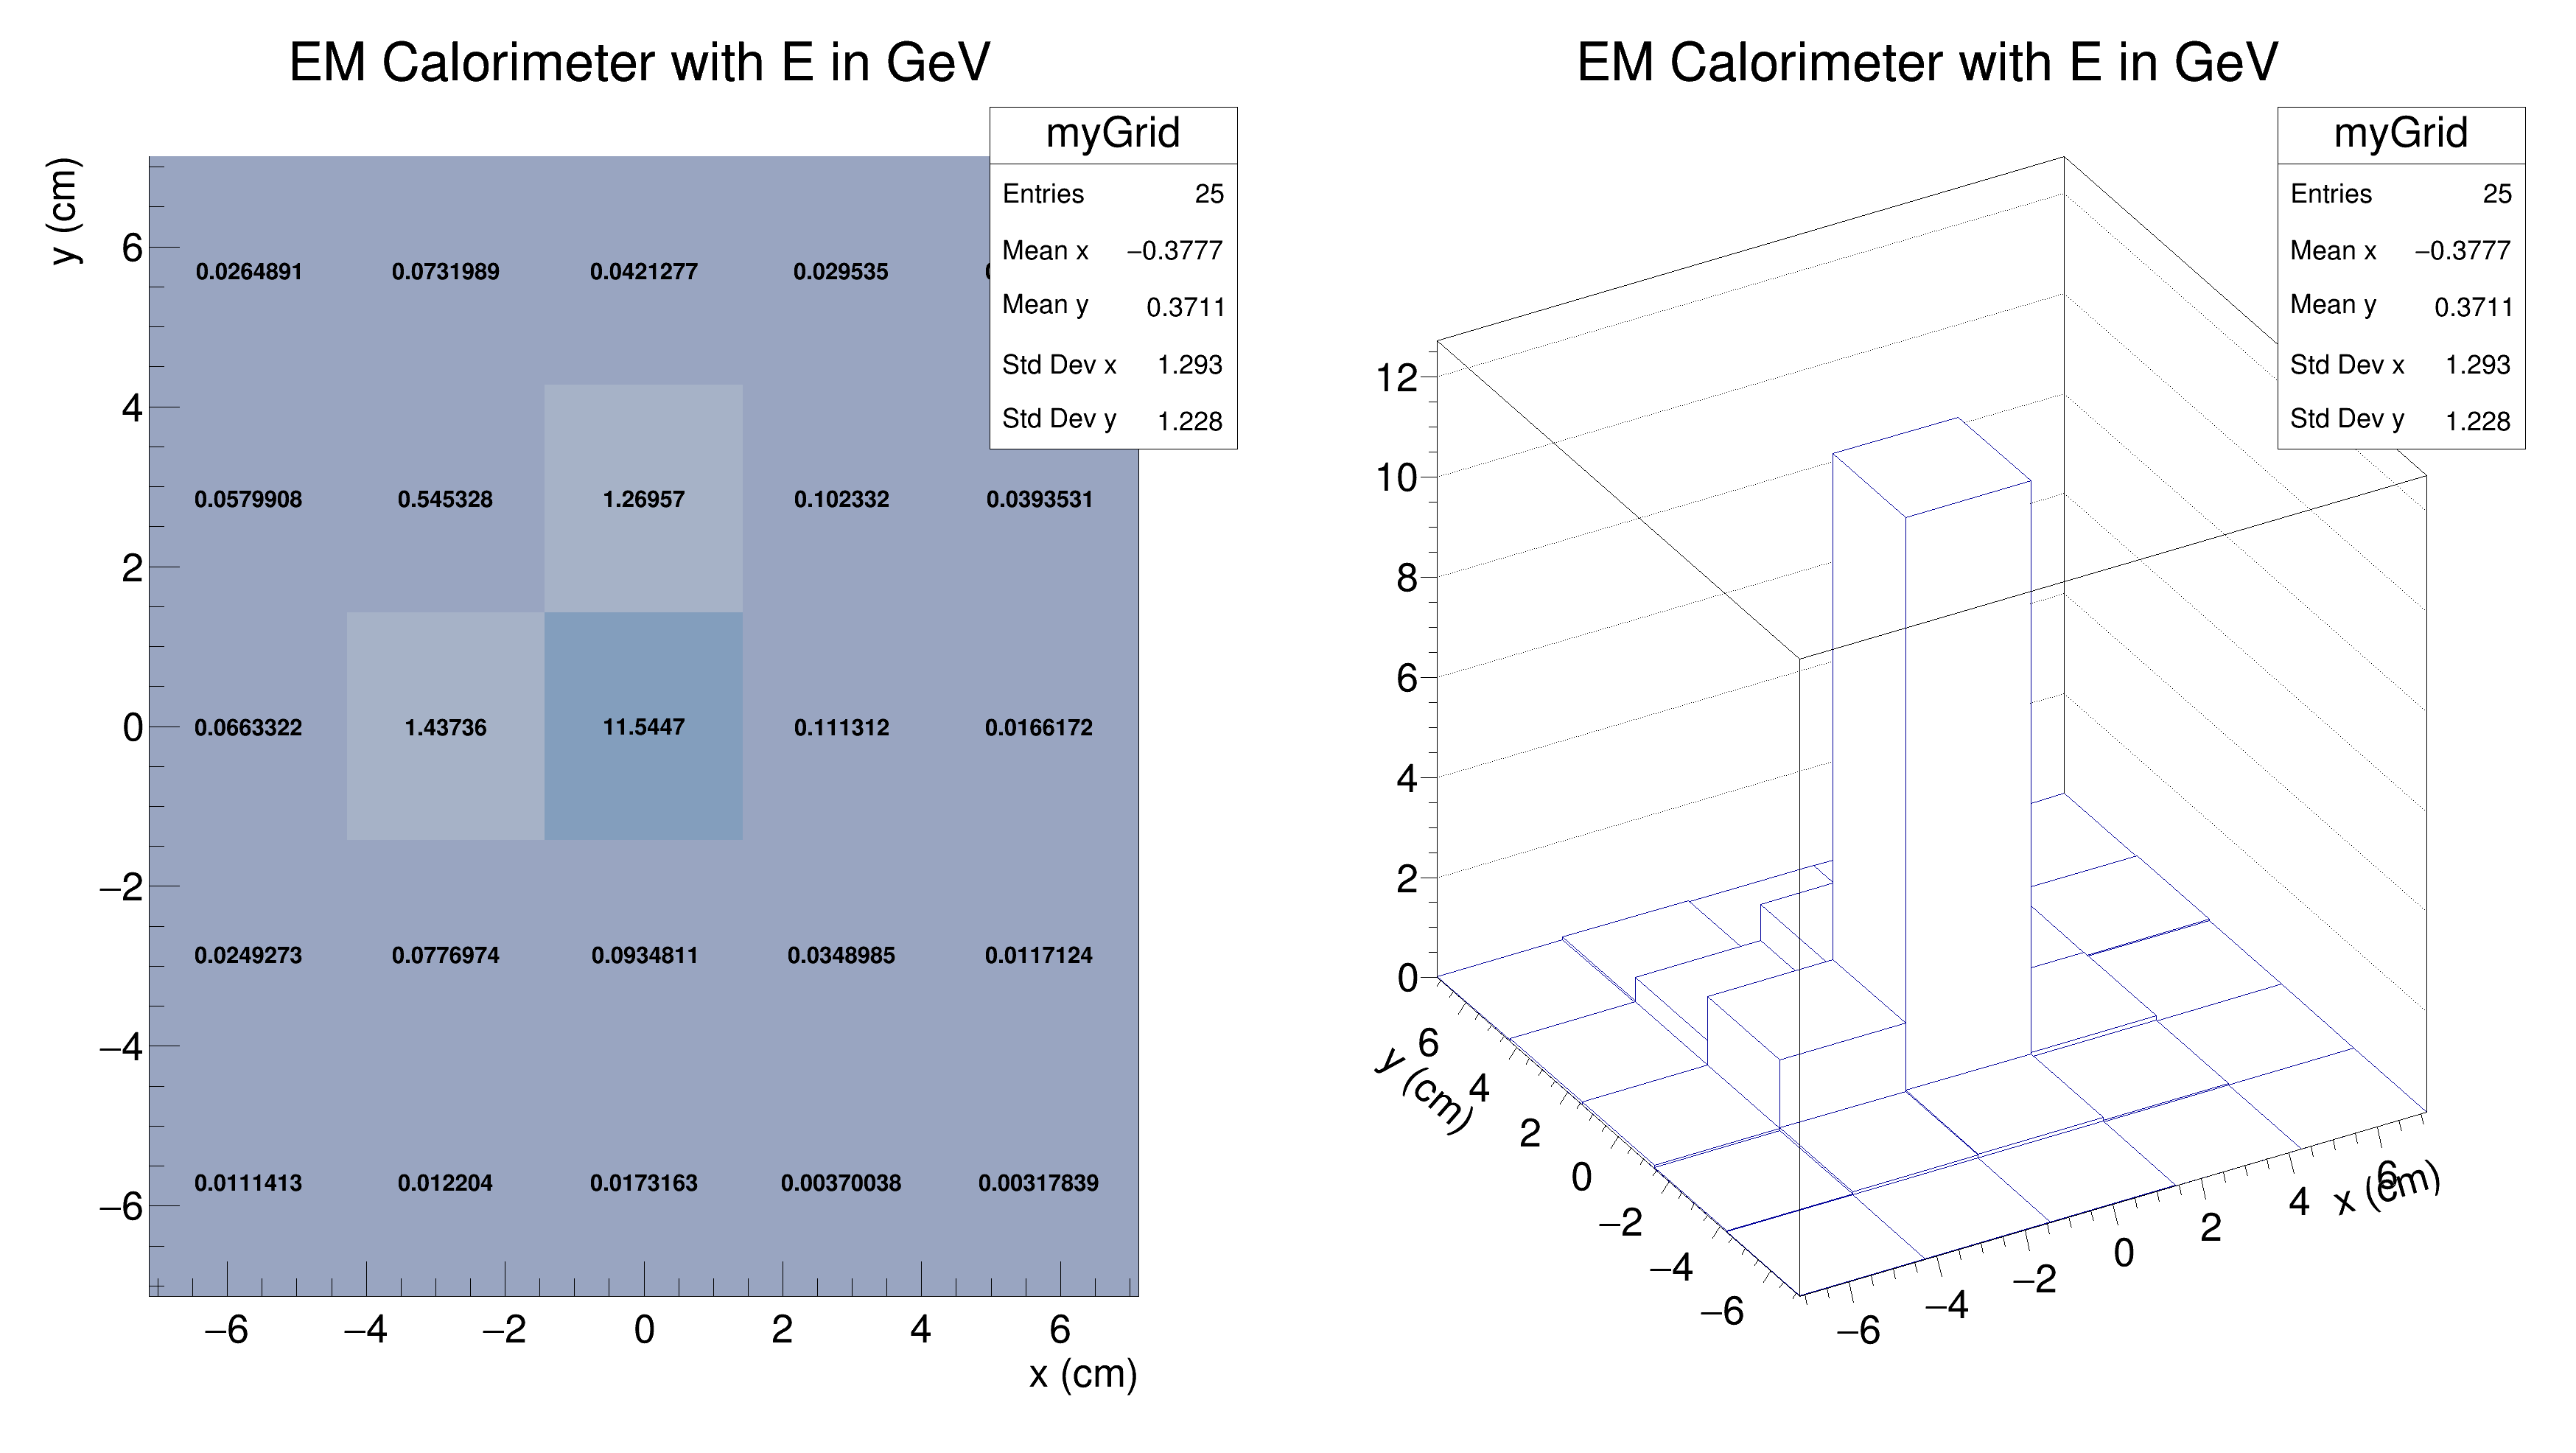 EM Calorimeter with E in GeV
myGrid
Entries 25
Mean x −0.3777
Mean y 0.3711
Std Dev x 1.293
Std Dev y 1.228
y (cm)
6
4
2
0
−2
−4
−6
0.0264891 0.0731989 0.0421277 0.029535
0.0579908 0.545328 1.26957 0.102332 0.0393531
0.0663322 1.43736 11.5447 0.111312 0.0166172
0.0249273 0.0776974 0.0934811 0.0348985 0.0117124
0.0111413 0.012204 0.0173163 0.00370038 0.00317839
−6 −4 −2 0 2 4 6
x (cm)
EM Calorimeter with E in GeV
myGrid
Entries 25
Mean x −0.3777
Mean y 0.3711
Std Dev x 1.293
Std Dev y 1.228
12
10
8
6
4
2
0
y (cm)
6
4
2
0
−2
−4
−6
−6 −4 −2 0 2 4 6
x (cm)